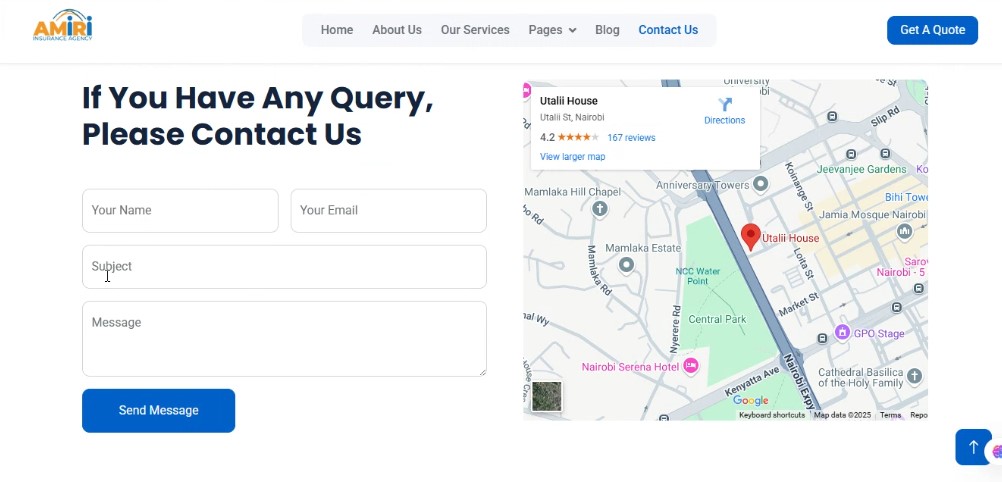 AMIRI
INSURANCE AGENCY
Home
About Us
Our Services
Pages
Blog
Contact Us
Get A Quote
If You Have Any Query,
Please Contact Us
Your Name
Your Email
Subject
Message
Send Message
Utalii House
Utalii St, Nairobi
4.2
167 reviews
View larger map
Directions
University
Slip Rd
Jeevanjee Gardens
Mamlaka Hill Chapel
Anniversary Towers
Koinange St
Bihi Towe
Jamia Mosque Nairobi
Utalii House
Mamlaka Estate
Mamlaka Rd
Loita St
Nairobi - 5
NCC Water
Point
Market St
Central Park
Nyerere Rd
GPO Stage
nal Wy
Nairobi Serena Hotel
Kenyatta Ave
Nairobi Expy
Cathedral Basilica
of the Holy Family
Google
Keyboard shortcuts
Map data ©2025
Terms
Repo